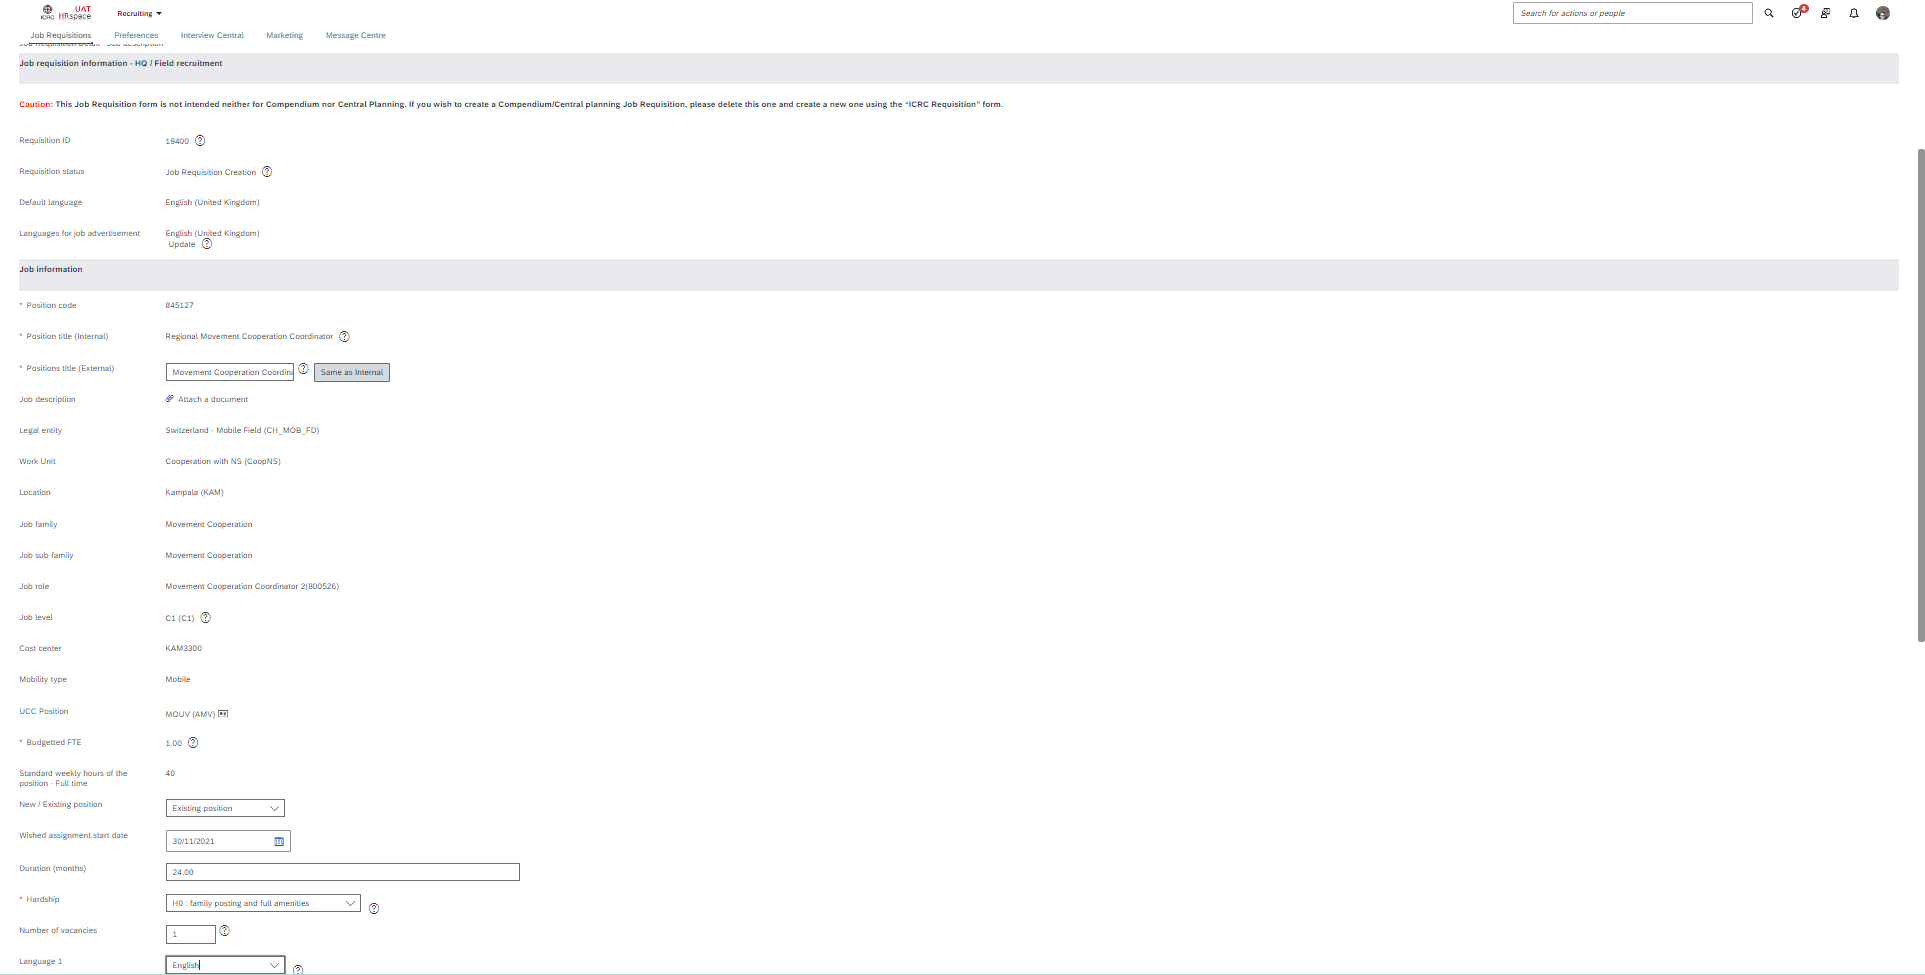 ICRC UAT HRspace Recruiting Search for actions or people 4
Job Requisitions Preferences Interview Central Marketing Message Centre
Job Requisition Detail Job description
Job requisition information - HQ / Field recruitment
Caution: This Job Requisition form is not intended neither for Compendium nor Central Planning. If you wish to create a Compendium/Central planning Job Requisition, please delete this one and create a new one using the "ICRC Requisition" form.
Requisition ID 19400
Requisition status Job Requisition Creation
Default language English (United Kingdom)
Languages for job advertisement English (United Kingdom)
Update
Job information
* Position code 845127
* Position title (Internal) Regional Movement Cooperation Coordinator
* Positions title (External) Movement Cooperation Coordina Same as Internal
Job description Attach a document
Legal entity Switzerland - Mobile Field (CH_MOB_FD)
Work Unit Cooperation with NS (CoopNS)
Location Kampala (KAM)
Job family Movement Cooperation
Job sub-family Movement Cooperation
Job role Movement Cooperation Coordinator 2(800526)
Job level C1 (C1)
Cost center KAM3300
Mobility type Mobile
UCC Position MOUV (AMV)
* Budgetted FTE 1.00
Standard weekly hours of the 40
position - Full time
New / Existing position Existing position
Wished assignment start date 30/11/2021
Duration (months) 24.00
* Hardship H0 : family posting and full amenities
Number of vacancies 1
Language 1 English